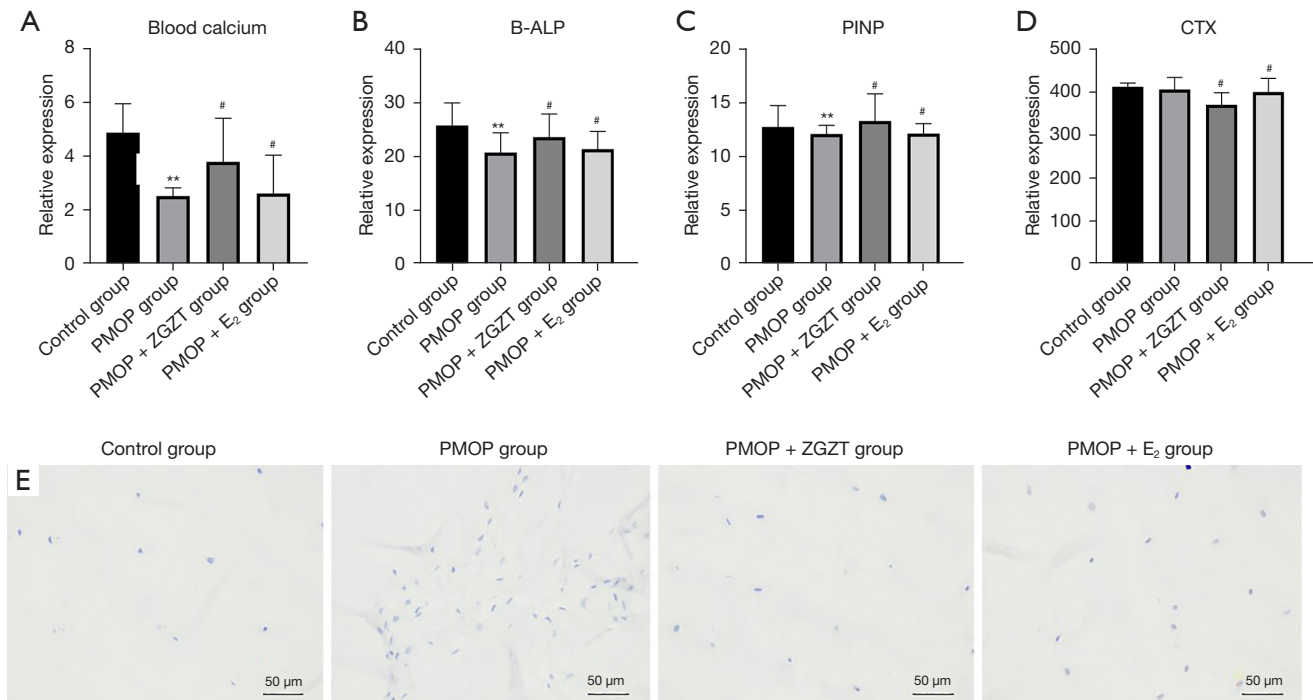 A
Blood calcium
8
6
4
2
0
Relative expression
**
#
#
Control group
PMOP group
PMOP + ZGZT group
PMOP + E₂ group
B
B-ALP
40
30
20
10
0
Relative expression
**
#
#
Control group
PMOP group
PMOP + ZGZT group
PMOP + E₂ group
C
PINP
20
15
10
5
0
Relative expression
**
#
#
Control group
PMOP group
PMOP + ZGZT group
PMOP + E₂ group
D
CTX
500
400
300
200
100
0
Relative expression
#
#
Control group
PMOP group
PMOP + ZGZT group
PMOP + E₂ group
E
Control group
PMOP group
PMOP + ZGZT group
PMOP + E₂ group
50 µm
50 µm
50 µm
50 µm